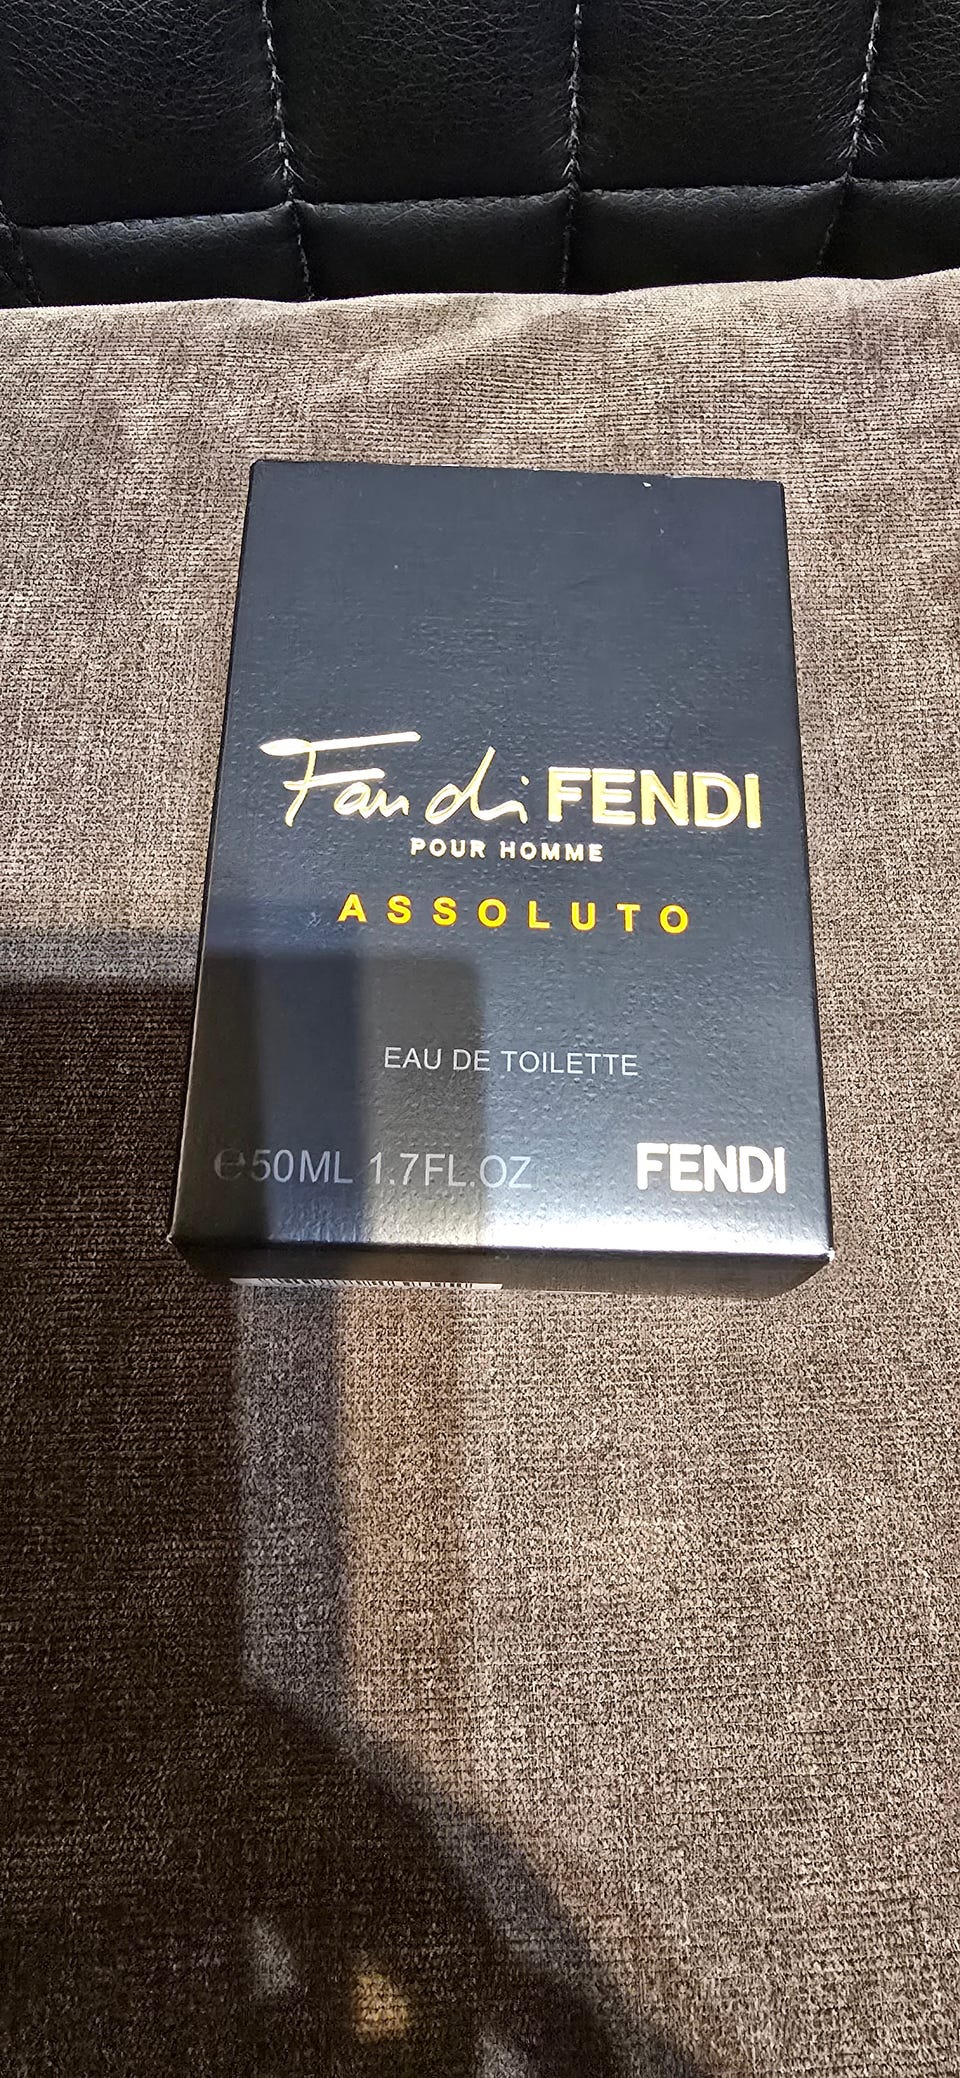 Fan di FENDI
POUR HOMME
ASSOLUTO
EAU DE TOILETTE
℮50ML 1.7FL.OZ
FENDI